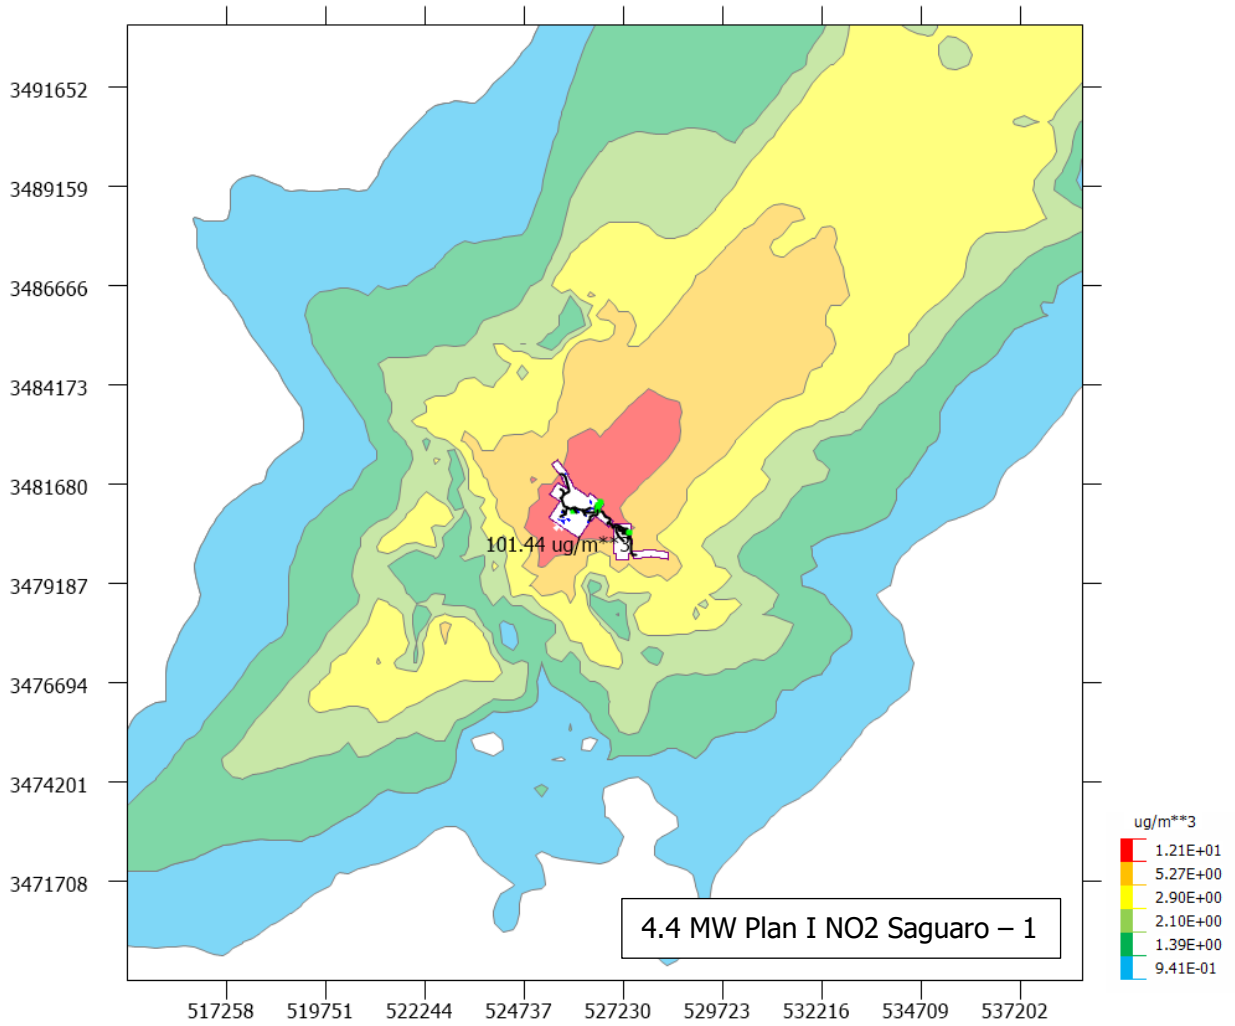 3491652
3489159
3486666
3484173
3481680
3479187
3476694
3474201
3471708
101.44 ug/m**3
4.4 MW Plan I NO2 Saguaro – 1
517258 519751 522244 524737 527230 529723 532216 534709 537202
ug/m**3
1.21E+01
5.27E+00
2.90E+00
2.10E+00
1.39E+00
9.41E-01